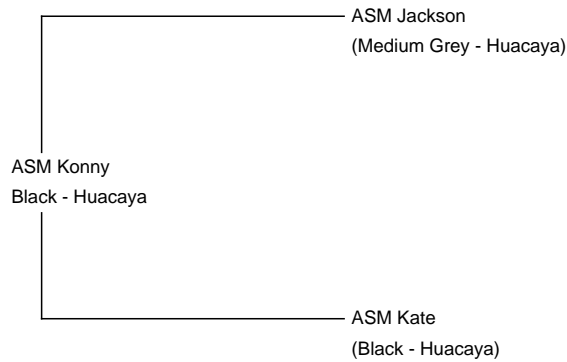 ASM Jackson
(Medium Grey - Huacaya)
ASM Konny
Black - Huacaya
ASM Kate
(Black - Huacaya)